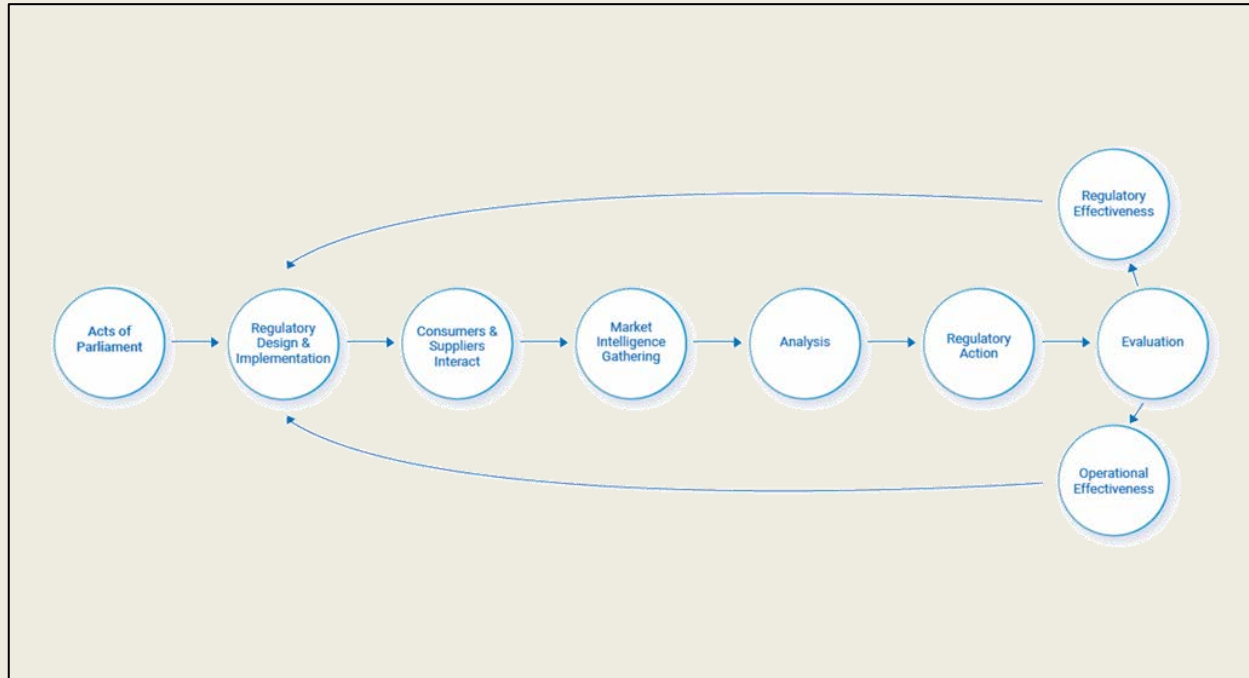 Regulatory
Effectiveness
Acts of
Parliament
Regulatory
Design &
Implementation
Consumers &
Suppliers
Interact
Market
Intelligence
Gathering
Analysis
Regulatory
Action
Evaluation
Operational
Effectiveness